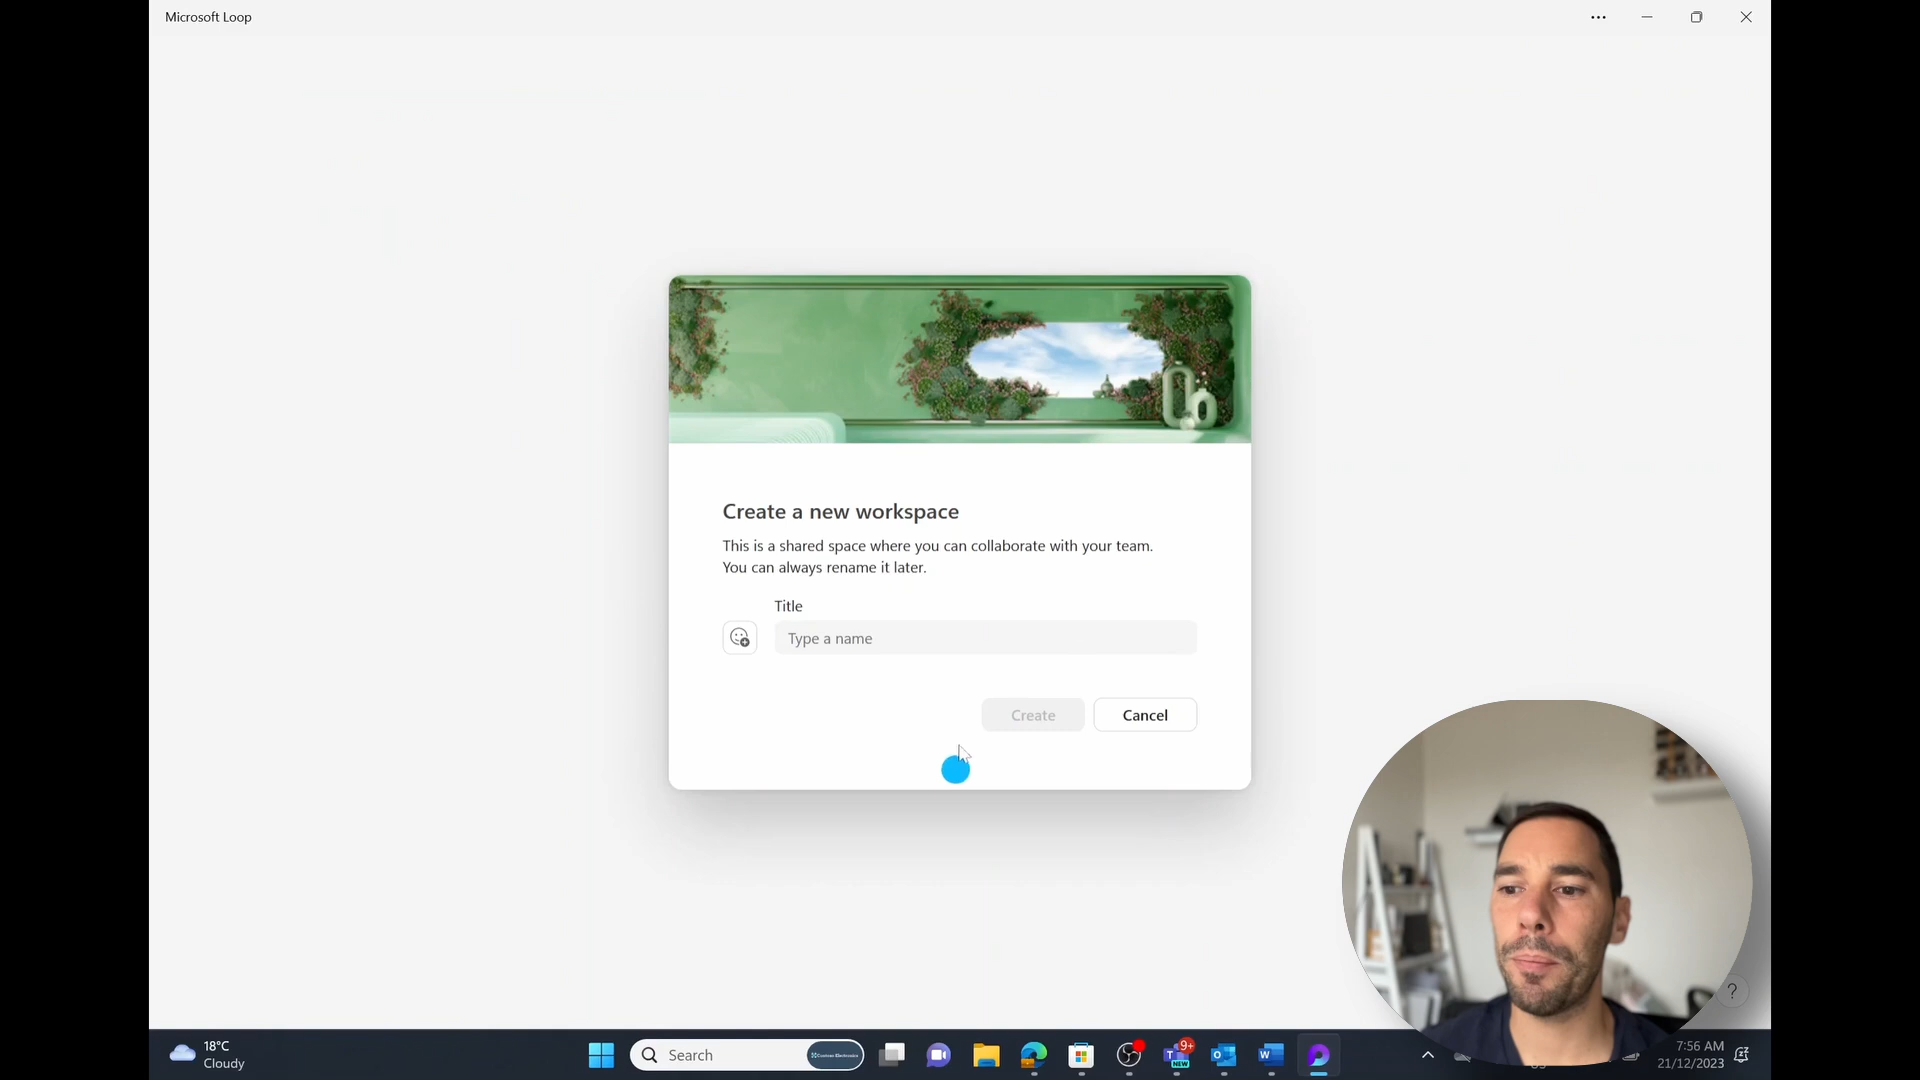 Microsoft Loop
Create a new workspace
This is a shared space where you can collaborate with your team.
You can always rename it later.
Title
Type a name
Create
Cancel
?
18°C
Cloudy
Search
9+
NEW
7:56 AM
21/12/2023